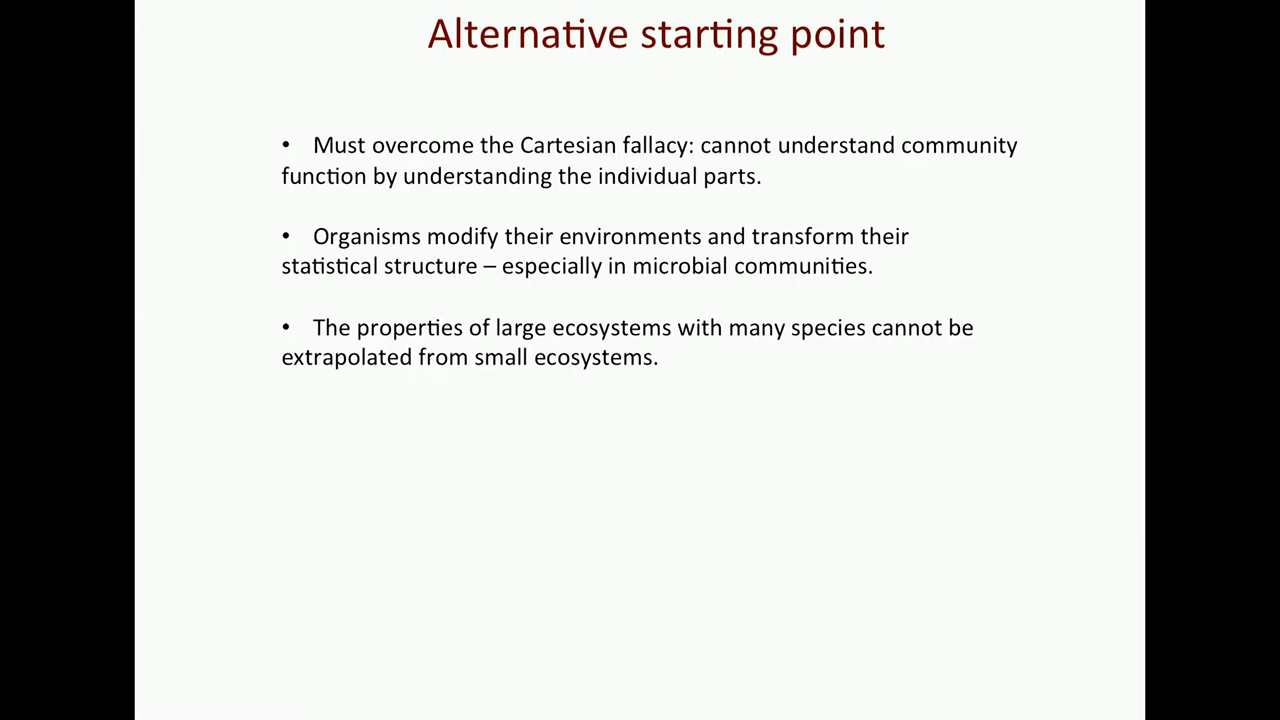 Alternative starting point
• Must overcome the Cartesian fallacy: cannot understand community
function by understanding the individual parts.
• Organisms modify their environments and transform their
statistical structure – especially in microbial communities.
• The properties of large ecosystems with many species cannot be
extrapolated from small ecosystems.